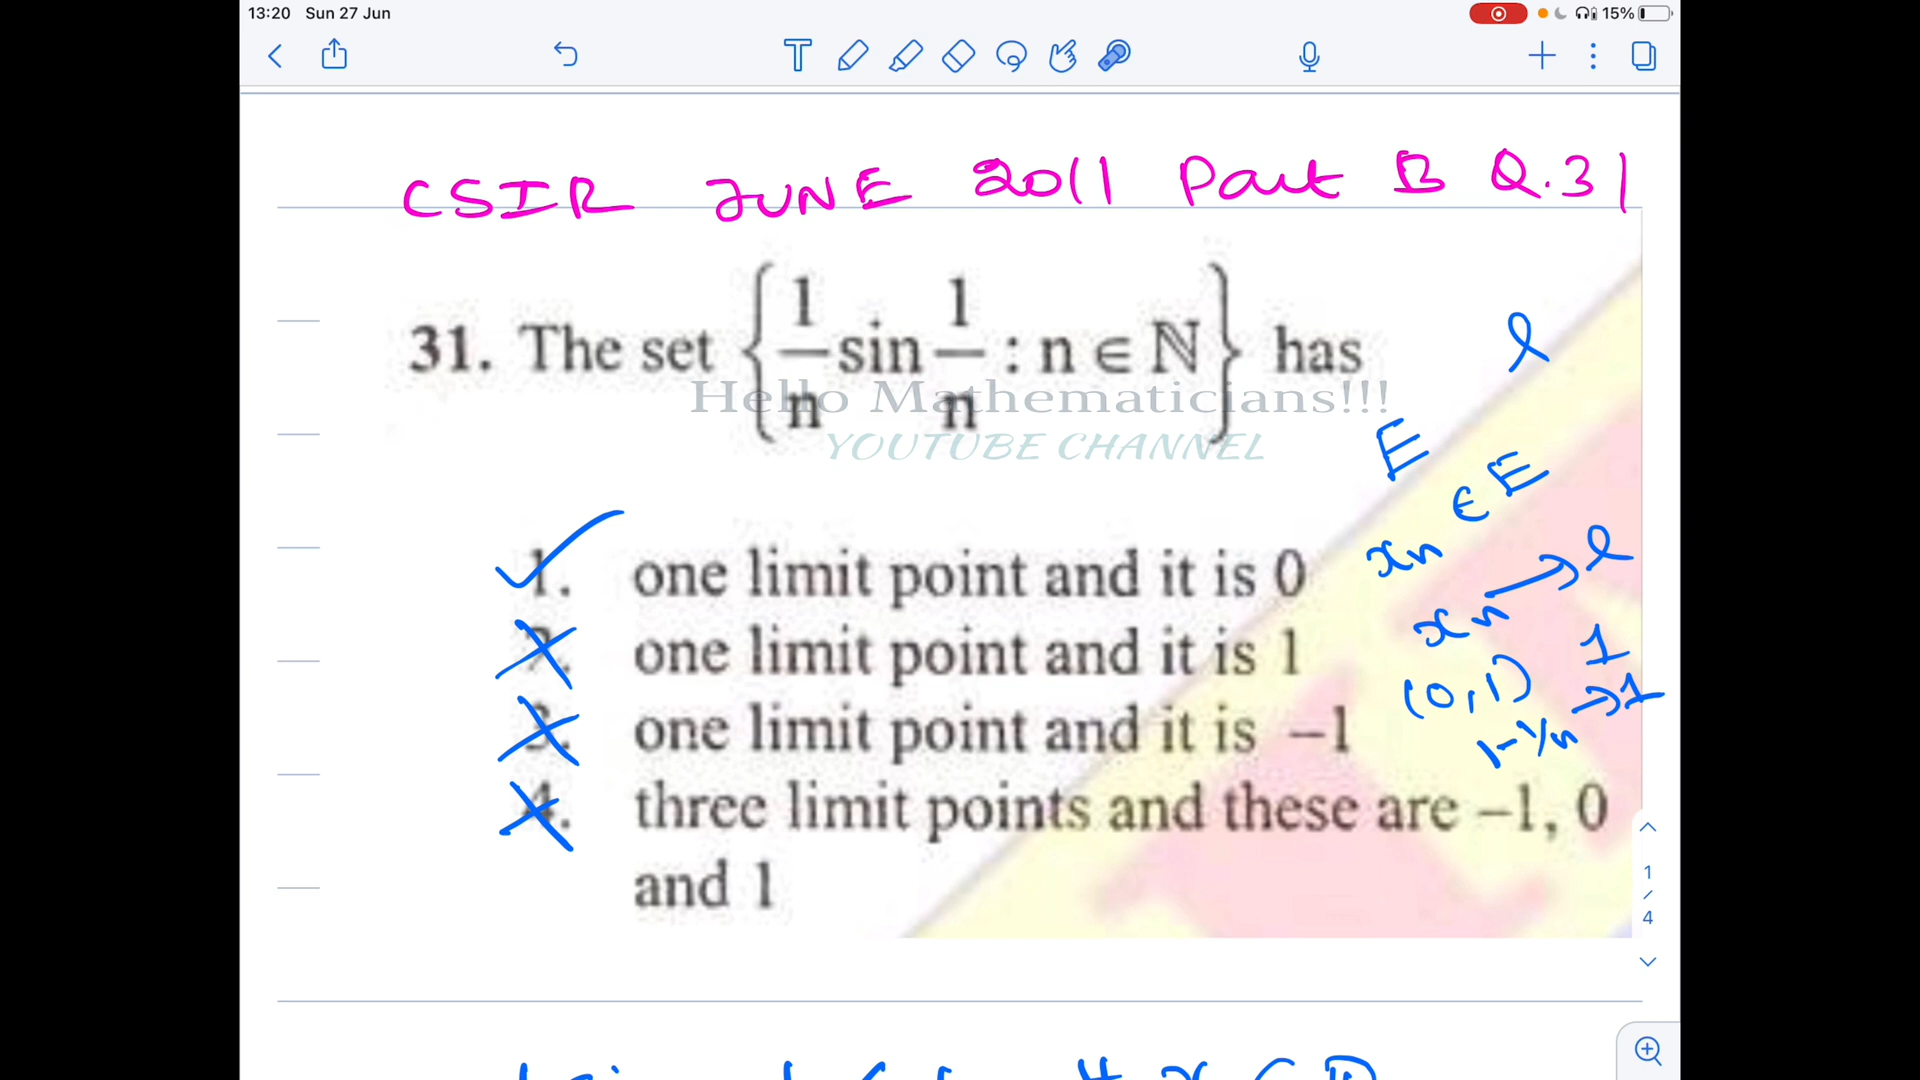 13:20 Sun 27 Jun
15%
CSIR JUNE 2011 Part B Q.31
31. The set {1/n sin 1/n : n ∈ ℕ} has
Hello Mathematicians!!!
YOUTUBE CHANNEL
l
E
xn ∈ E
xn → l
(0,1) 1
1-1/n → 1
1. one limit point and it is 0
2. one limit point and it is 1
3. one limit point and it is −1
4. three limit points and these are −1, 0
and 1
1
/
4